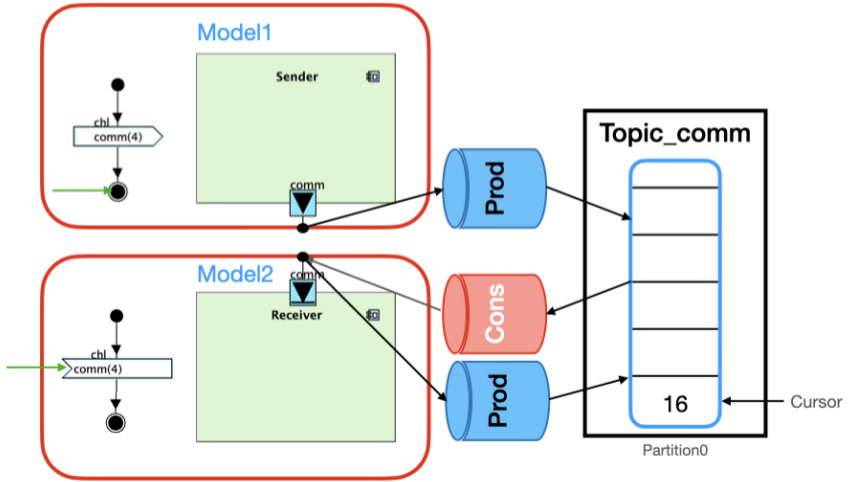 Model1
Sender
chl
comm(4)
comm
Prod
Topic_comm
Model2
comm
Receiver
chl
comm(4)
Cons
Prod
16
Cursor
Partition0